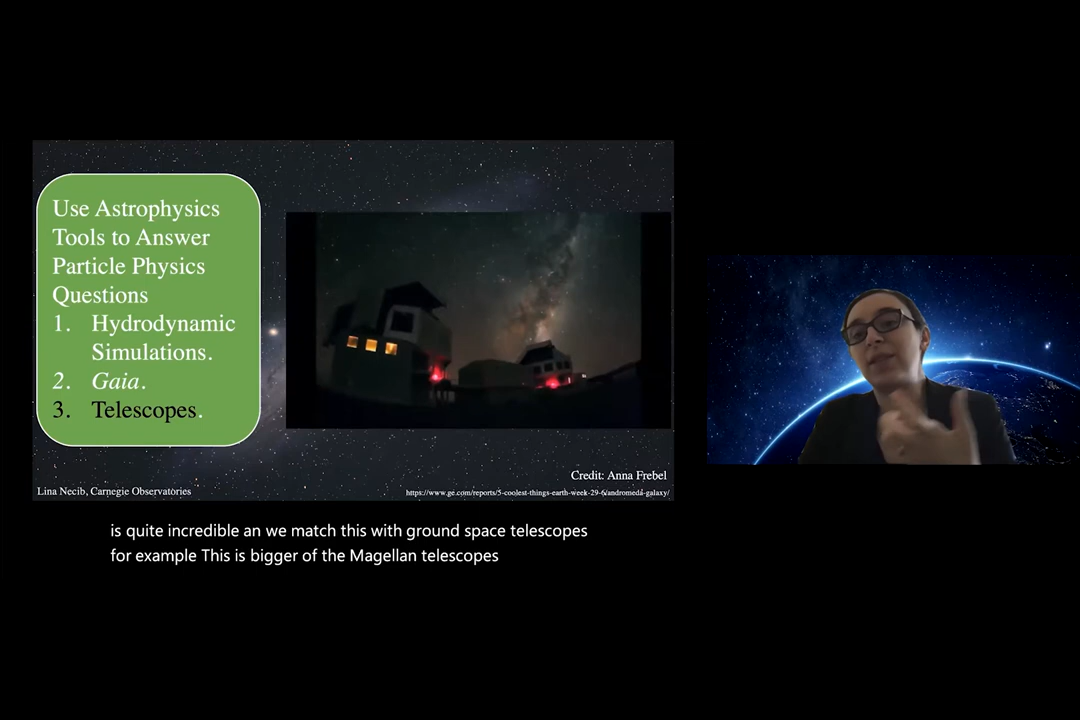 Use Astrophysics
Tools to Answer
Particle Physics
Questions
1. Hydrodynamic
Simulations.
2. Gaia.
3. Telescopes.
Credit: Anna Frebel
Lina Necib, Carnegie Observatories
https://www.ge.com/reports/5-coolest-things-earth-week-29-6/andromeda-galaxy/
is quite incredible an we match this with ground space telescopes
for example This is bigger of the Magellan telescopes